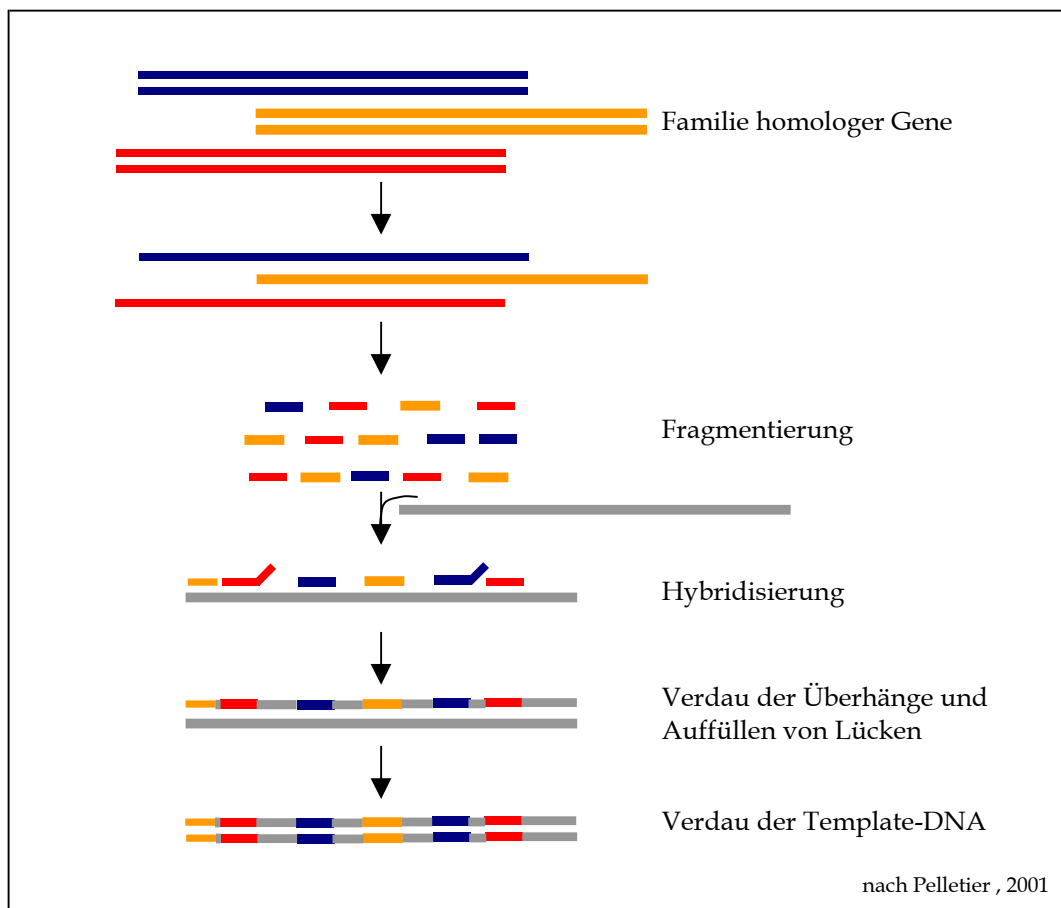 Familie homologer Gene
Fragmentierung
Hybridisierung
Verdau der Überhänge und
Auffüllen von Lücken
Verdau der Template-DNA
nach Pelletier , 2001